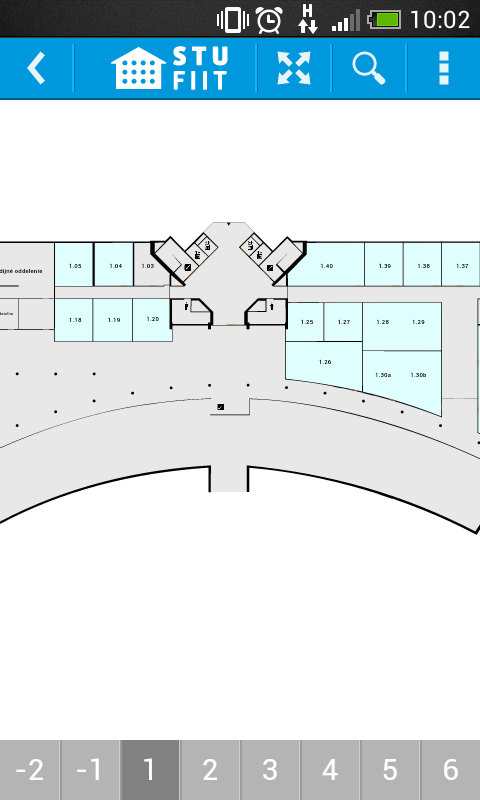 H 10:02
STU
FIIT
1.05 1.04 1.03 1.40 1.39 1.38 1.37
dijné oddelenie
1.18 1.19 1.20 1.25 1.27 1.28 1.29
1.26
1.30a 1.30b
-2 -1 1 2 3 4 5 6